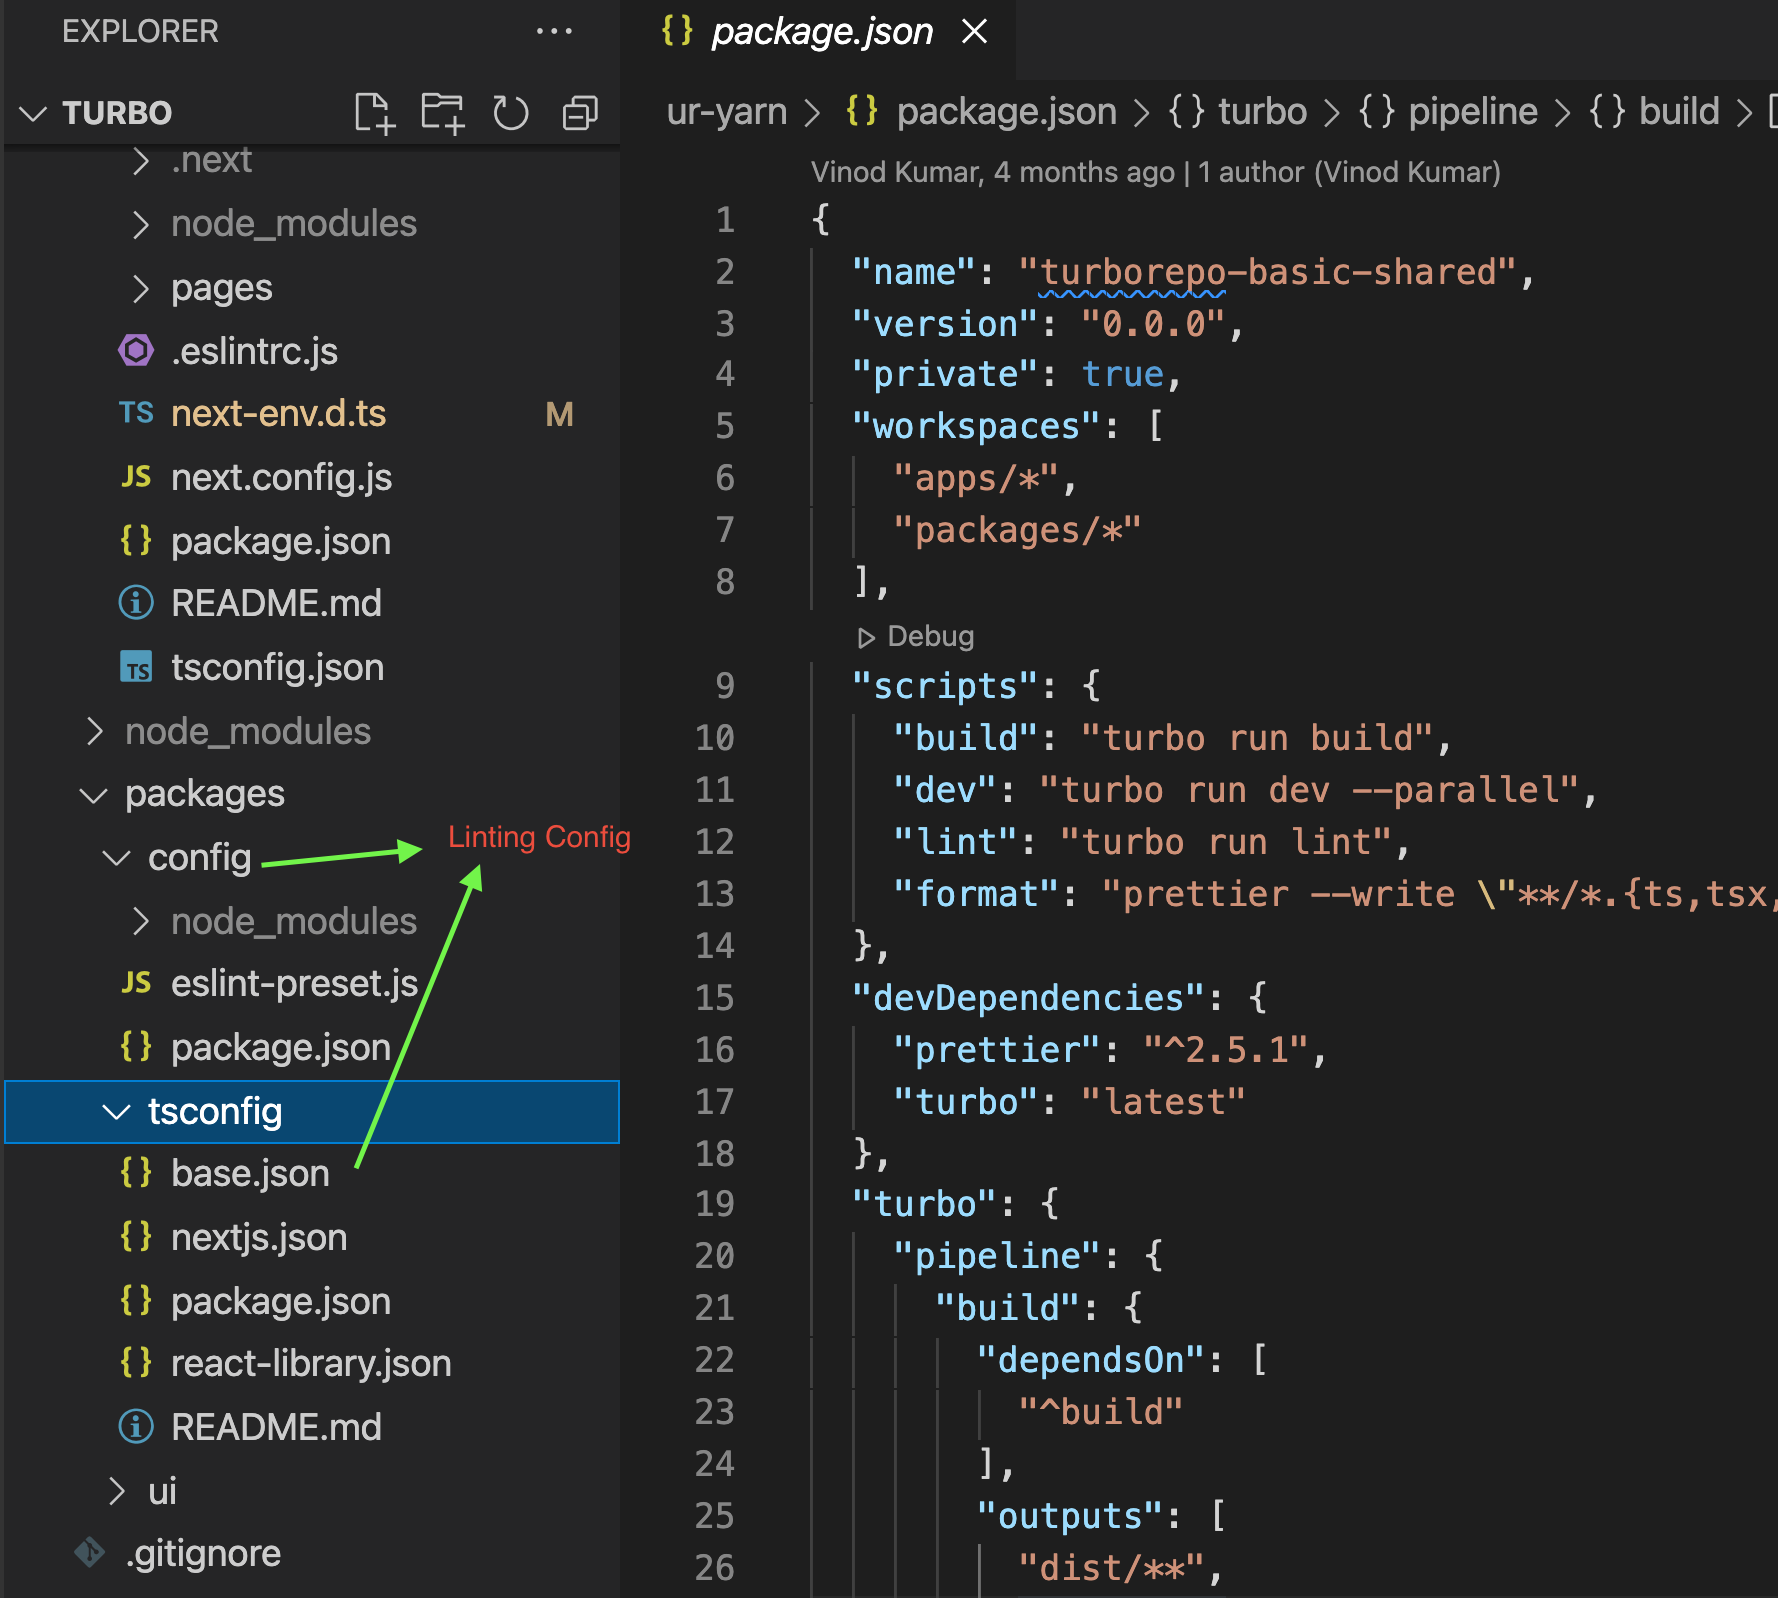 EXPLORER
TURBO
.next
node_modules
pages
.eslintrc.js
TS next-env.d.ts M
JS next.config.js
{} package.json
README.md
TS tsconfig.json
node_modules
packages
config
Linting Config
node_modules
JS eslint-preset.js
{} package.json
tsconfig
{} base.json
{} nextjs.json
{} package.json
{} react-library.json
README.md
ui
.gitignore
{} package.json
ur-yarn > {} package.json > {} turbo > {} pipeline > {} build > [
Vinod Kumar, 4 months ago | 1 author (Vinod Kumar)
1 {
2 "name": "turborepo-basic-shared",
3 "version": "0.0.0",
4 "private": true,
5 "workspaces": [
6 "apps/*",
7 "packages/*"
8 ],
Debug
9 "scripts": {
10 "build": "turbo run build",
11 "dev": "turbo run dev --parallel",
12 "lint": "turbo run lint",
13 "format": "prettier --write \"**/*.{ts,tsx,
14 },
15 "devDependencies": {
16 "prettier": "^2.5.1",
17 "turbo": "latest"
18 },
19 "turbo": {
20 "pipeline": {
21 "build": {
22 "dependsOn": [
23 "^build"
24 ],
25 "outputs": [
26 "dist/**",